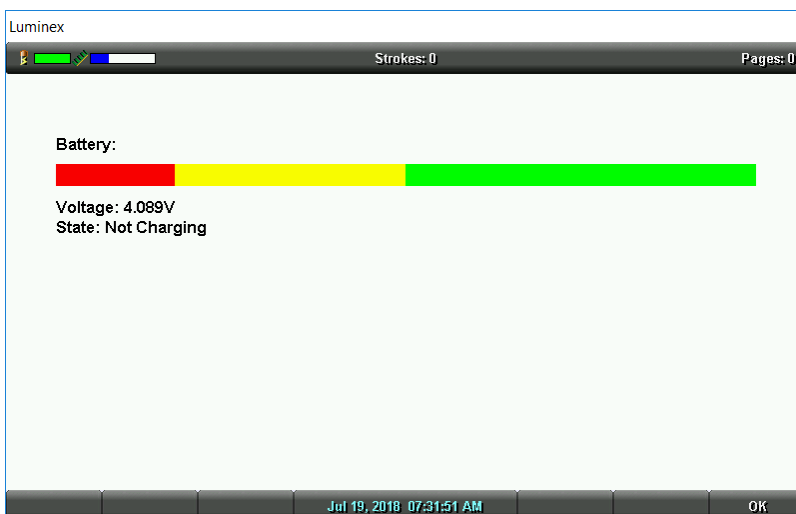 Luminex
Strokes: 0 Pages: 0
Battery:
Voltage: 4.089V
State: Not Charging
Jul 19, 2018 07:31:51 AM OK